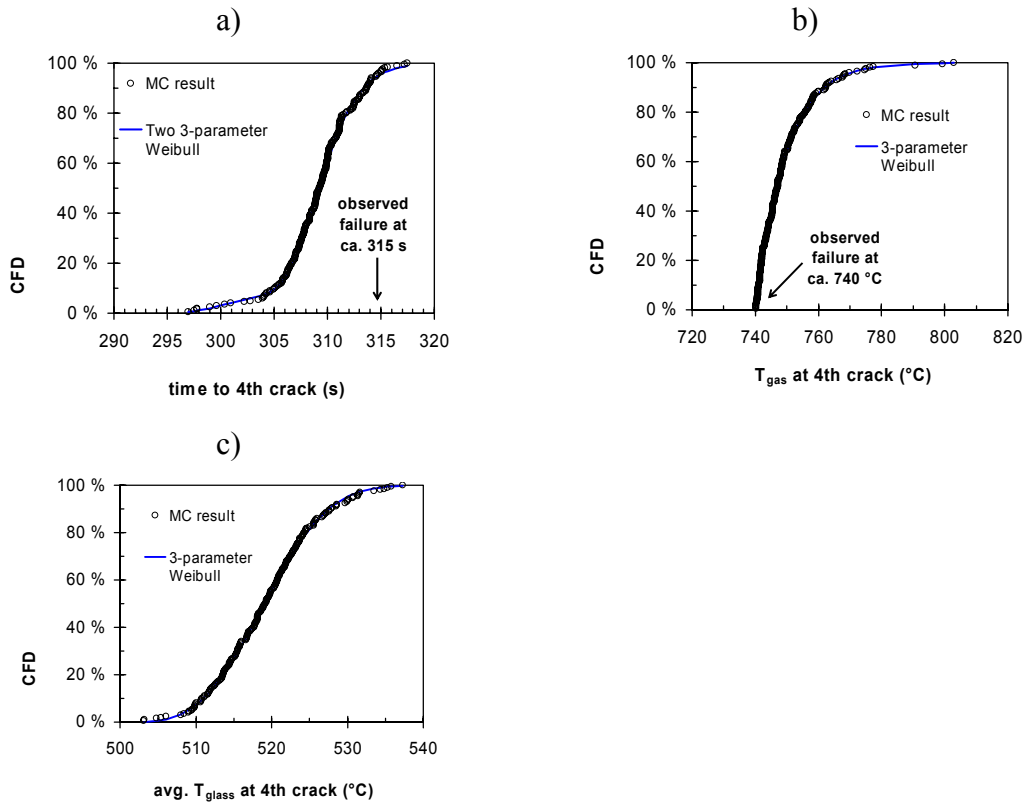 a)
100 %
80 %
60 %
40 %
20 %
0 %
CFD
MC result
Two 3-parameter
Weibull
observed
failure at
ca. 315 s
290 295 300 305 310 315 320
time to 4th crack (s)
b)
100 %
80 %
60 %
40 %
20 %
0 %
CFD
MC result
3-parameter
Weibull
observed
failure at
ca. 740 °C
720 740 760 780 800 820
Tgas at 4th crack (°C)
c)
100 %
80 %
60 %
40 %
20 %
0 %
CFD
MC result
3-parameter
Weibull
500 510 520 530 540
avg. Tglass at 4th crack (°C)